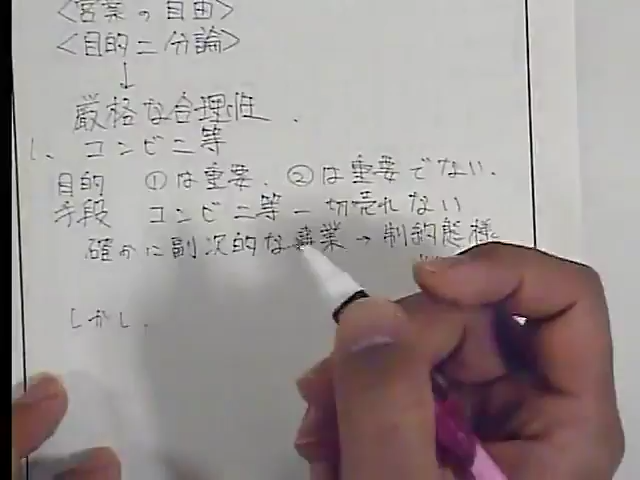 <営業の自由>
<目的二分論>
↓
厳格な合理性.
1、コンビニ等
目的 ①は重要. ②は重要でない.
手段 コンビニ等一切売れない
確かに副次的な事業→制約態様
しかし.